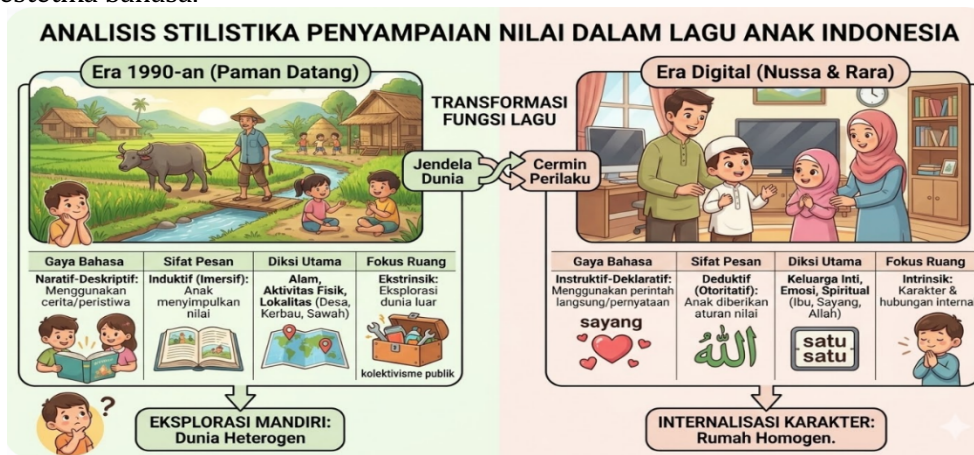 estetika bahasa.
ANALISIS STILISTIKA PENYAMPAIAN NILAI DALAM LAGU ANAK INDONESIA
Era 1990-an (Paman Datang)
TRANSFORMASI
FUNGSI LAGU
Jendela
Dunia
Cermin
Perilaku
Era Digital (Nussa & Rara)
Gaya Bahasa
Naratif-Deskriptif:
Menggunakan
cerita/peristiwa
Sifat Pesan
Induktif (Imersif):
Anak
menyimpulkan
nilai
Diksi Utama
Alam,
Aktivitas Fisik,
Lokalitas (Desa,
Kerbau, Sawah)
Fokus Ruang
Ekstrinsik:
Eksplorasi
dunia luar
kolektivisme publik
?
EKSPLORASI MANDIRI:
Dunia Heterogen
Gaya Bahasa
Instruktif-Deklaratif:
Menggunakan perintah
langsung/pernyataan
sayang
Sifat Pesan
Deduktif
(Otoritatif):
Anak diberikan
aturan nilai
الله
Diksi Utama
Keluarga Inti,
Emosi, Spiritual
(Ibu, Sayang,
Allah)
satu
satu
Fokus Ruang
Intrinsik:
Karakter &
hubungan interna
INTERNALISASI KARAKTER:
Rumah Homogen.